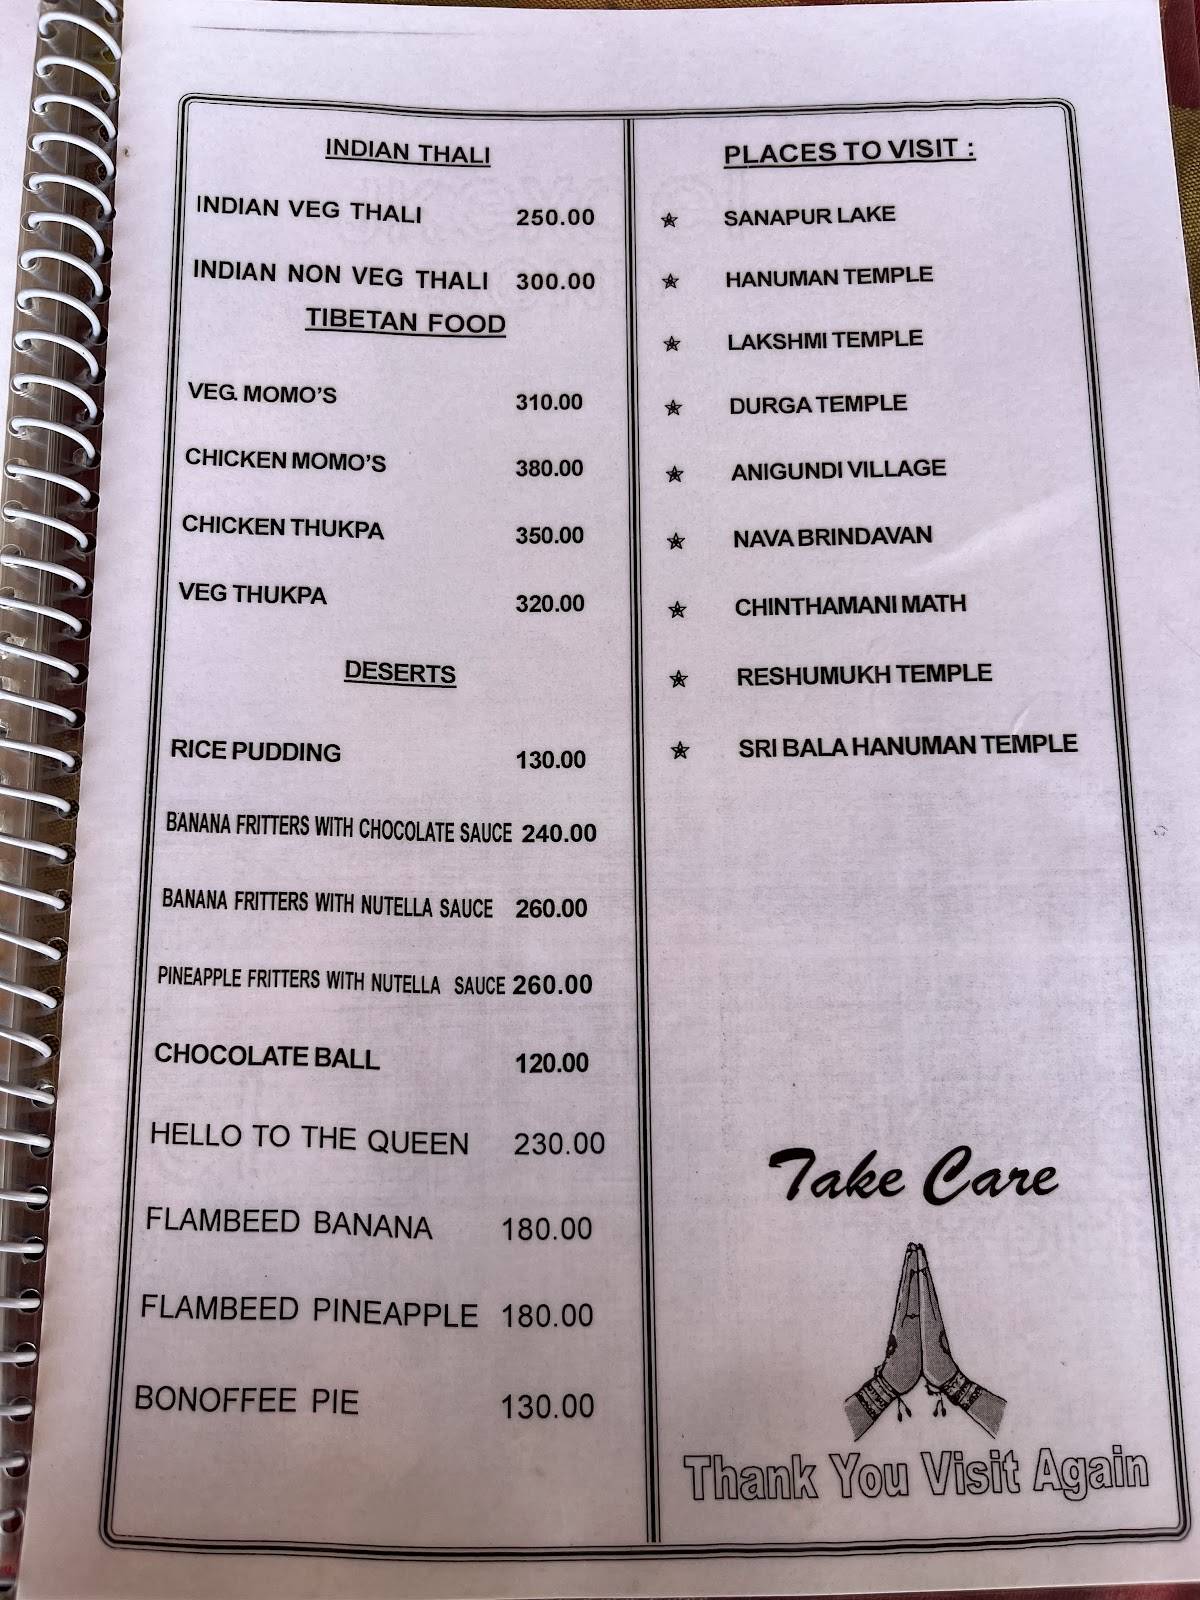 INDIAN THALI
INDIAN VEG THALI 250.00
INDIAN NON VEG THALI 300.00
TIBETAN FOOD
VEG. MOMO'S 310.00
CHICKEN MOMO'S 380.00
CHICKEN THUKPA 350.00
VEG THUKPA 320.00
DESERTS
RICE PUDDING 130.00
BANANA FRITTERS WITH CHOCOLATE SAUCE 240.00
BANANA FRITTERS WITH NUTELLA SAUCE 260.00
PINEAPPLE FRITTERS WITH NUTELLA SAUCE 260.00
CHOCOLATE BALL 120.00
HELLO TO THE QUEEN 230.00
FLAMBEED BANANA 180.00
FLAMBEED PINEAPPLE 180.00
BONOFFEE PIE 130.00
PLACES TO VISIT :
SANAPUR LAKE
HANUMAN TEMPLE
LAKSHMI TEMPLE
DURGA TEMPLE
ANIGUNDI VILLAGE
NAVA BRINDAVAN
CHINTHAMANI MATH
RESHUMUKH TEMPLE
SRI BALA HANUMAN TEMPLE
Take Care
Thank You Visit Again